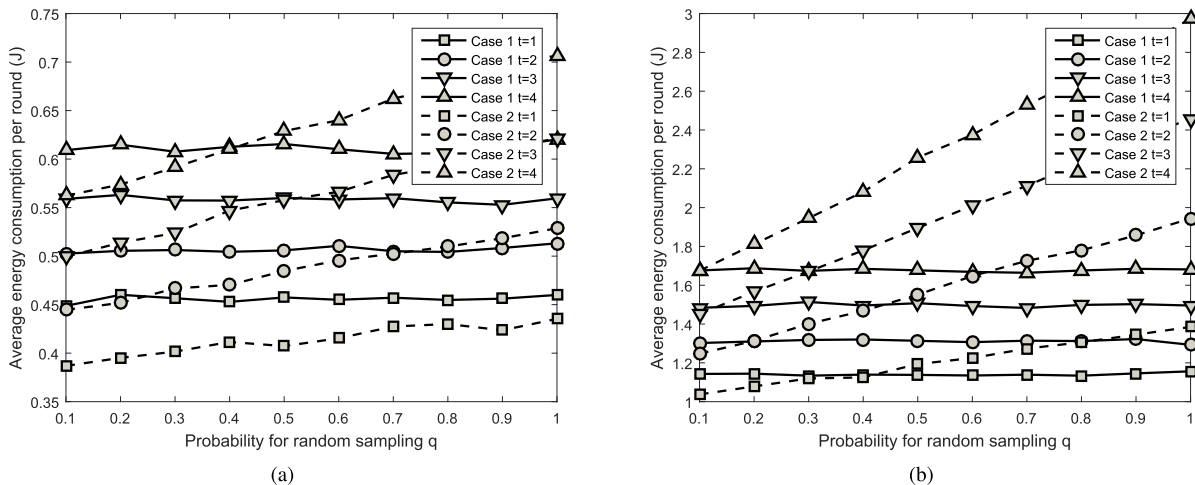 0.75
0.7
0.65
0.6
0.55
0.5
0.45
0.4
0.35
Average energy consumption per round (J)
Case 1 t=1
Case 1 t=2
Case 1 t=3
Case 1 t=4
Case 2 t=1
Case 2 t=2
Case 2 t=3
Case 2 t=4
0.1 0.2 0.3 0.4 0.5 0.6 0.7 0.8 0.9 1
Probability for random sampling q
(a)
3
2.8
2.6
2.4
2.2
2
1.8
1.6
1.4
1.2
1
Average energy consumption per round (J)
Case 1 t=1
Case 1 t=2
Case 1 t=3
Case 1 t=4
Case 2 t=1
Case 2 t=2
Case 2 t=3
Case 2 t=4
0.1 0.2 0.3 0.4 0.5 0.6 0.7 0.8 0.9 1
Probability for random sampling q
(b)